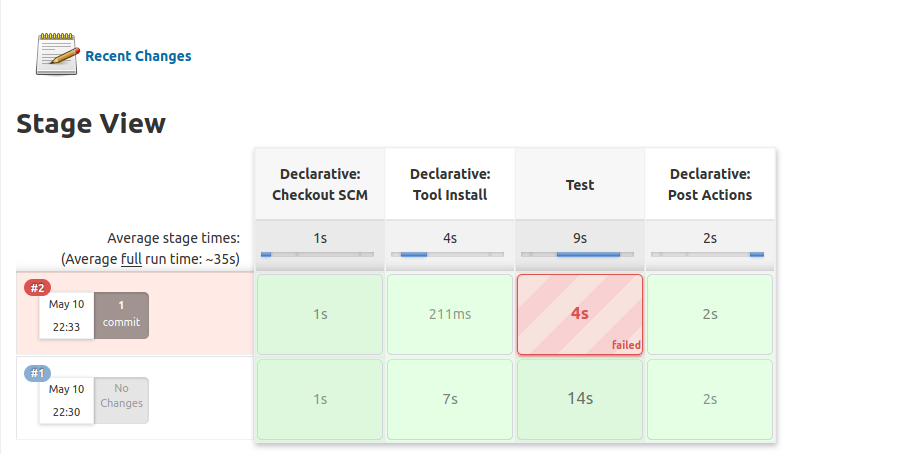 Recent Changes
Stage View
Declarative:
Checkout SCM
Declarative:
Tool Install
Test
Declarative:
Post Actions
Average stage times:
(Average full run time: ~35s)
1s
4s
9s
2s
#2
May 10
22:33
1
commit
1s
211ms
4s
failed
2s
#1
May 10
22:30
No
Changes
1s
7s
14s
2s